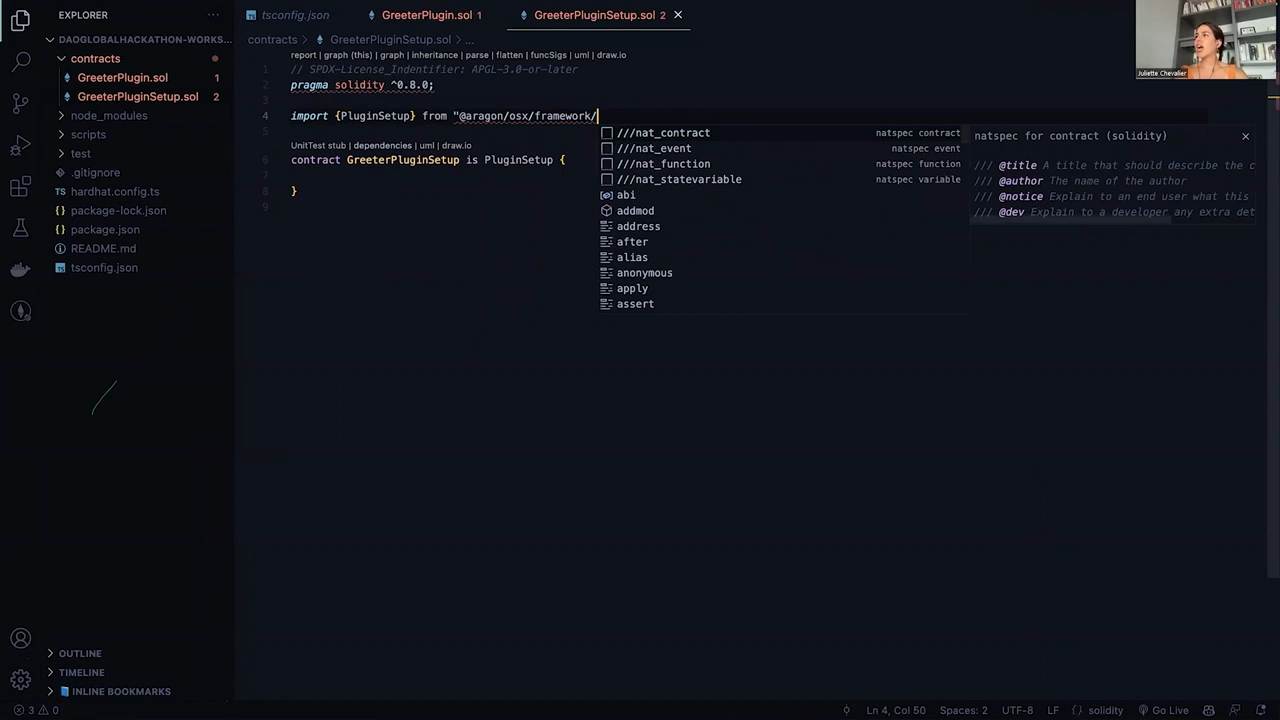 EXPLORER
tsconfig.json
GreeterPlugin.sol 1
GreeterPluginSetup.sol 2
DAOGLOBALHACKATHON-WORKS...
contracts
GreeterPlugin.sol 1
GreeterPluginSetup.sol 2
node_modules
scripts
test
.gitignore
hardhat.config.ts
package-lock.json
package.json
README.md
tsconfig.json
OUTLINE
TIMELINE
INLINE BOOKMARKS
contracts > GreeterPluginSetup.sol > ...
report | graph (this) | graph | inheritance | parse | flatten | funcSigs | uml | draw.io
1 // SPDX-License_Indentifier: APGL-3.0-or-later
2 pragma solidity ^0.8.0;
3
4 import {PluginSetup} from "@aragon/osx/framework/
5
UnitTest stub | dependencies | uml | draw.io
6 contract GreeterPluginSetup is PluginSetup {
7
8 }
9
///nat_contract natspec contract
///nat_event natspec event
///nat_function natspec function
///nat_statevariable natspec variable
abi
addmod
address
after
alias
anonymous
apply
assert
natspec for contract (solidity)
/// @title A title that should describe the c
/// @author The name of the author
/// @notice Explain to an end user what this
/// @dev Explain to a developer any extra det
Juliette Chevalier
3 0
Ln 4, Col 50
Spaces: 2
UTF-8
LF
{} solidity
Go Live